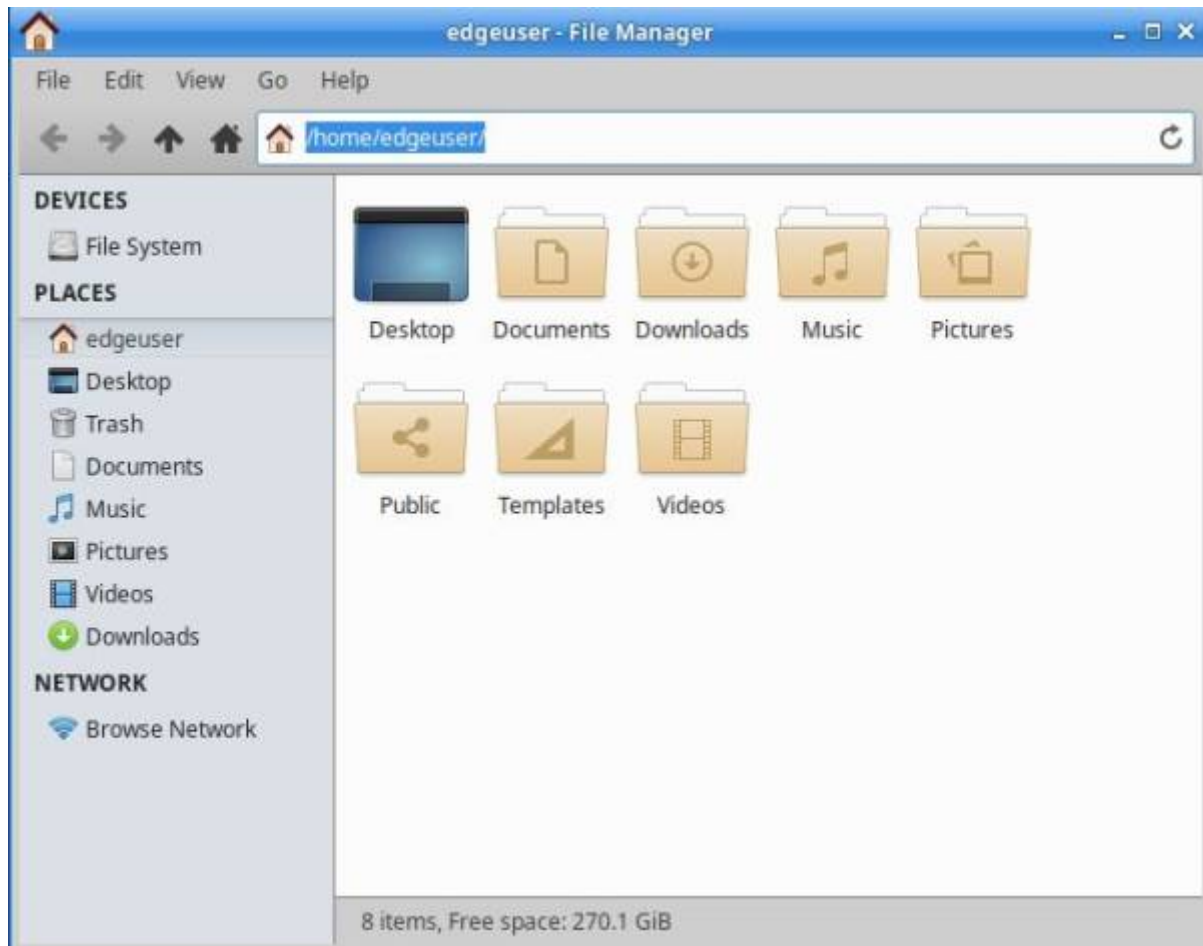 edgeuser - File Manager
File Edit View Go Help
/home/edgeuser/
DEVICES
File System
PLACES
edgeuser
Desktop
Trash
Documents
Music
Pictures
Videos
Downloads
NETWORK
Browse Network
Desktop Documents Downloads Music Pictures
Public Templates Videos
8 items, Free space: 270.1 GiB